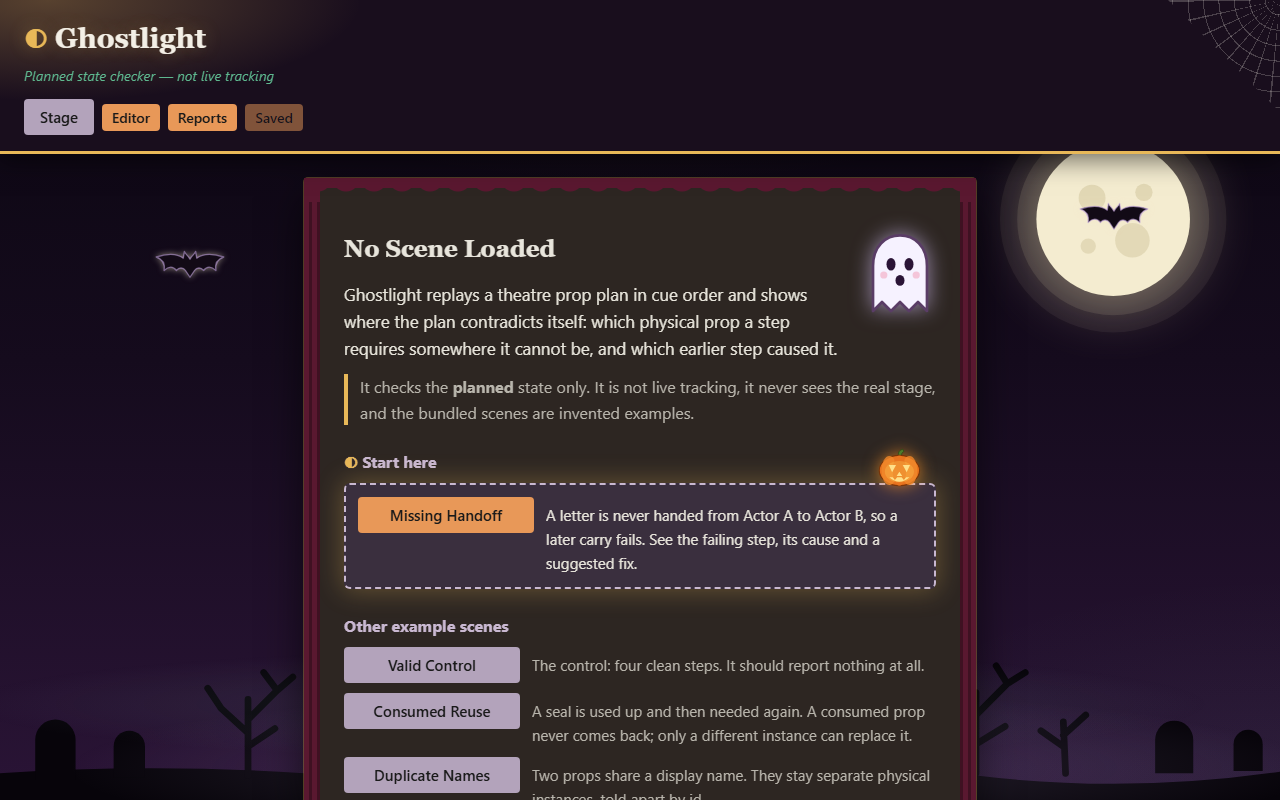 Ghostlight
Planned state checker — not live tracking
Stage
Editor
Reports
Saved
No Scene Loaded
Ghostlight replays a theatre prop plan in cue order and shows
where the plan contradicts itself: which physical prop a step
requires somewhere it cannot be, and which earlier step caused it.
It checks the planned state only. It is not live tracking, it never sees the real stage,
and the bundled scenes are invented examples.
Start here
Missing Handoff
A letter is never handed from Actor A to Actor B, so a
later carry fails. See the failing step, its cause and a
suggested fix.
Other example scenes
Valid Control
The control: four clean steps. It should report nothing at all.
Consumed Reuse
A seal is used up and then needed again. A consumed prop
never comes back; only a different instance can replace it.
Duplicate Names
Two props share a display name. They stay separate physical
instances, told apart by id.